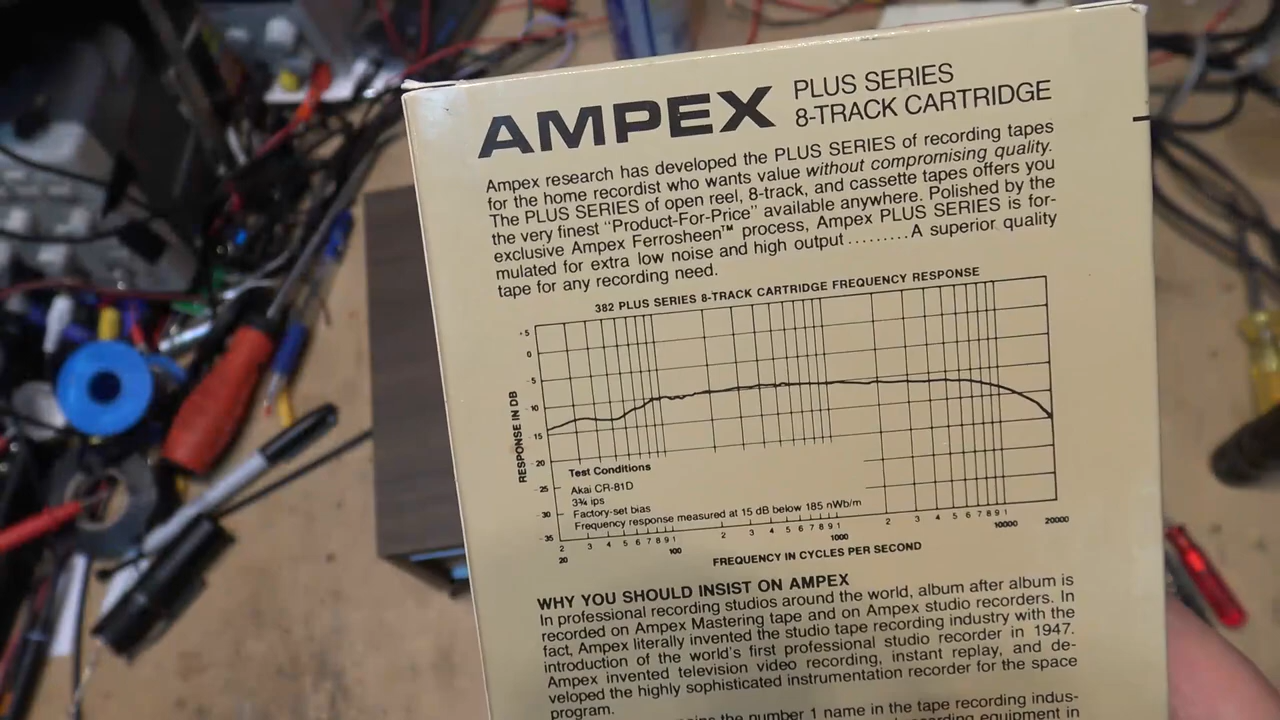 AMPEX PLUS SERIES
8-TRACK CARTRIDGE
Ampex research has developed the PLUS SERIES of recording tapes
for the home recordist who wants value without compromising quality.
The PLUS SERIES of open reel, 8-track, and cassette tapes offers you
the very finest "Product-For-Price" available anywhere. Polished by the
exclusive Ampex Ferrosheen™ process, Ampex PLUS SERIES is for-
mulated for extra low noise and high output.........A superior quality
tape for any recording need.
382 PLUS SERIES 8-TRACK CARTRIDGE FREQUENCY RESPONSE
+5
0
-5
10
15
-20
-25
-30
-35
RESPONSE IN DB
Test Conditions
Akai CR-81D
3¾ ips
Factory-set bias
Frequency response measured at 15 dB below 185 nWb/m
2 3 4 5 6 7 8 9 1 2 3 4 5 6 7 8 9 1 2 3 4 5 6 7 8 9 1
20 100 1000 10000 20000
FREQUENCY IN CYCLES PER SECOND
WHY YOU SHOULD INSIST ON AMPEX
In professional recording studios around the world, album after album is
recorded on Ampex Mastering tape and on Ampex studio recorders. In
fact, Ampex literally invented the studio tape recording industry with the
introduction of the world's first professional studio recorder in 1947.
Ampex invented television video recording, instant replay, and de-
veloped the highly sophisticated instrumentation recorder for the space
program.
the number 1 name in the tape recording indus-
equipment in